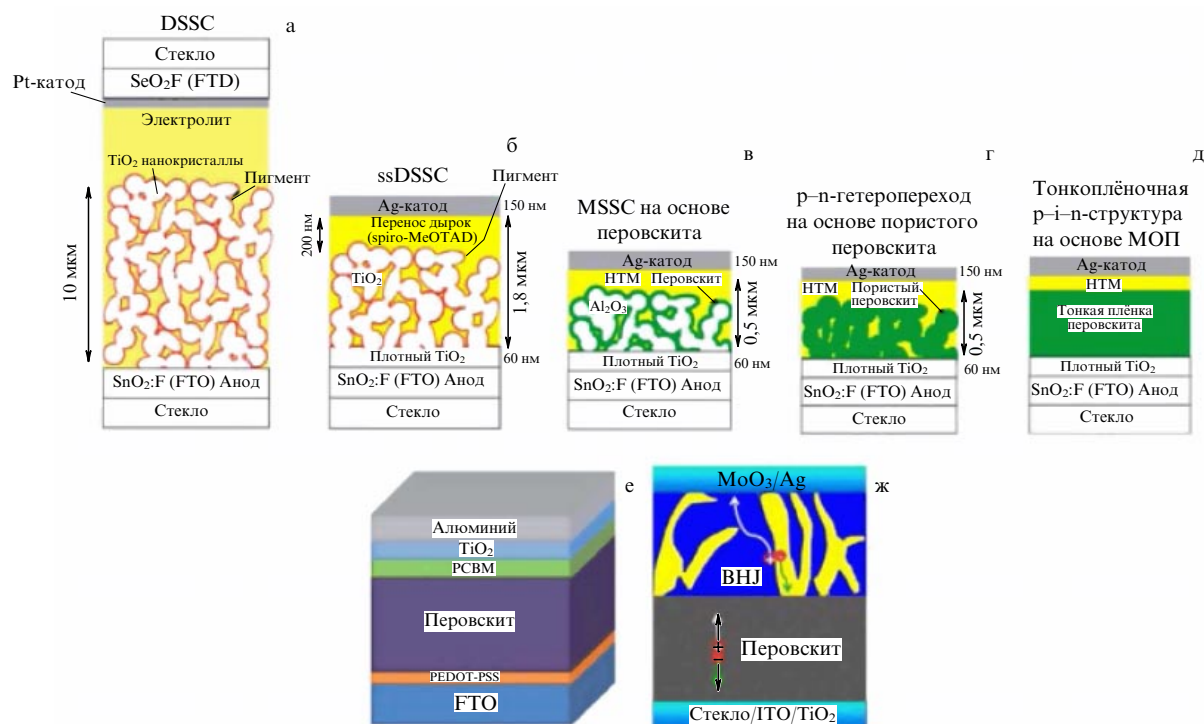 DSSC
а
Стекло
SeO2F (FTD)
Pt-катод
Электролит
TiO2 нанокристаллы
Пигмент
10 мкм
SnO2:F (FTO) Анод
Стекло
б
ssDSSC
Пигмент
Ag-катод
150 нм
Перенос дырок
(spiro-MeOTAD)
200 нм
TiO2
1,8 мкм
Плотный TiO2
60 нм
SnO2:F (FTO) Анод
Стекло
в
MSSC на основе
перовскита
Ag-катод
150 нм
HTM
Перовскит
Al2O3
0,5 мкм
Плотный TiO2
60 нм
SnO2:F (FTO) Анод
Стекло
г
p–n-гетеропереход
на основе пористого
перовскита
Ag-катод
150 нм
HTM
Пористый
перовскит
0,5 мкм
Плотный TiO2
60 нм
SnO2:F (FTO) Анод
Стекло
д
Тонкоплёночная
p–i–n-структура
на основе МОП
Ag-катод
HTM
Тонкая плёнка
перовскита
Плотный TiO2
SnO2:F (FTO) Анод
Стекло
е
Алюминий
TiO2
PCBM
Перовскит
PEDOT-PSS
FTO
ж
MoO3/Ag
BHJ
+
−
Перовскит
Стекло/ITO/TiO2